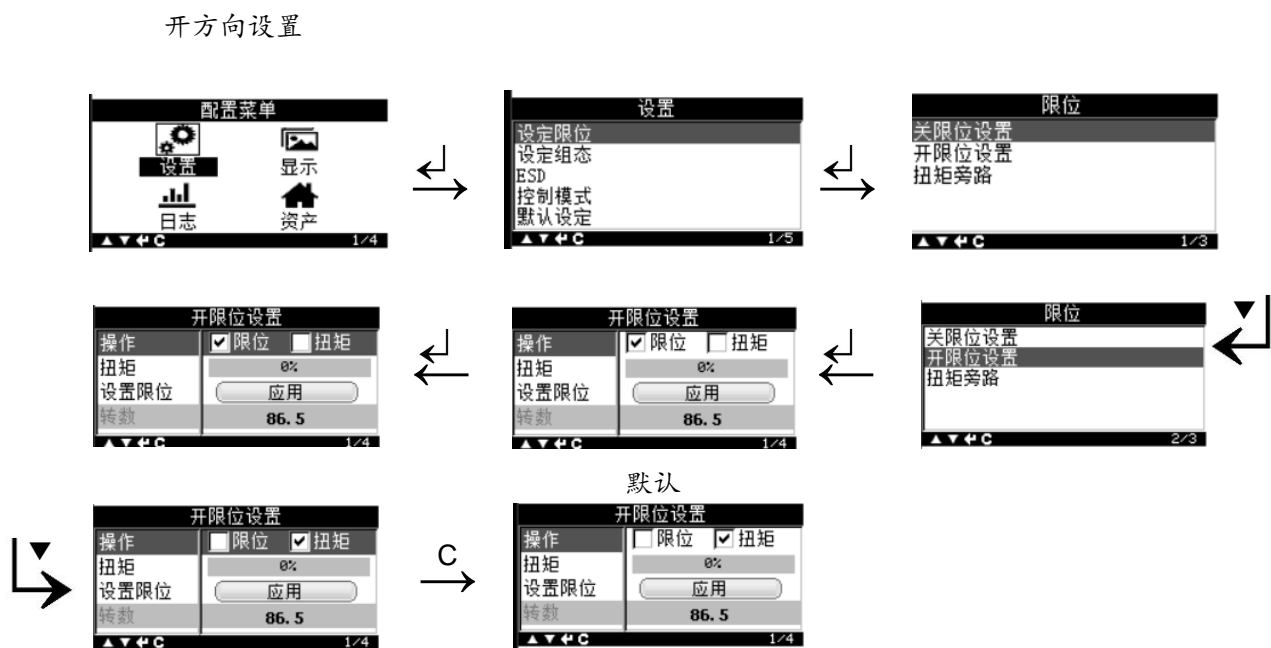 开方向设置
配置菜单
设置
显示
日志
资产
▲ ▼ ↵ C 1/4
设置
设定限位
设定组态
ESD
控制模式
默认设定
▲ ▼ ↵ C 1/5
限位
关限位设置
开限位设置
扭矩旁路
▲ ▼ ↵ C 1/3
▼
限位
关限位设置
开限位设置
扭矩旁路
▲ ▼ ↵ C 2/3
开限位设置
操作 限位 扭矩
扭矩 0%
设置限位 应用
转数 86.5
▲ ▼ ↵ C 1/4
默认
开限位设置
操作 限位 扭矩
扭矩 0%
设置限位 应用
转数 86.5
▲ ▼ ↵ C 1/4
▼
开限位设置
操作 限位 扭矩
扭矩 0%
设置限位 应用
转数 86.5
▲ ▼ ↵ C 1/4
C
开限位设置
操作 限位 扭矩
扭矩 0%
设置限位 应用
转数 86.5
▲ ▼ ↵ C 1/4